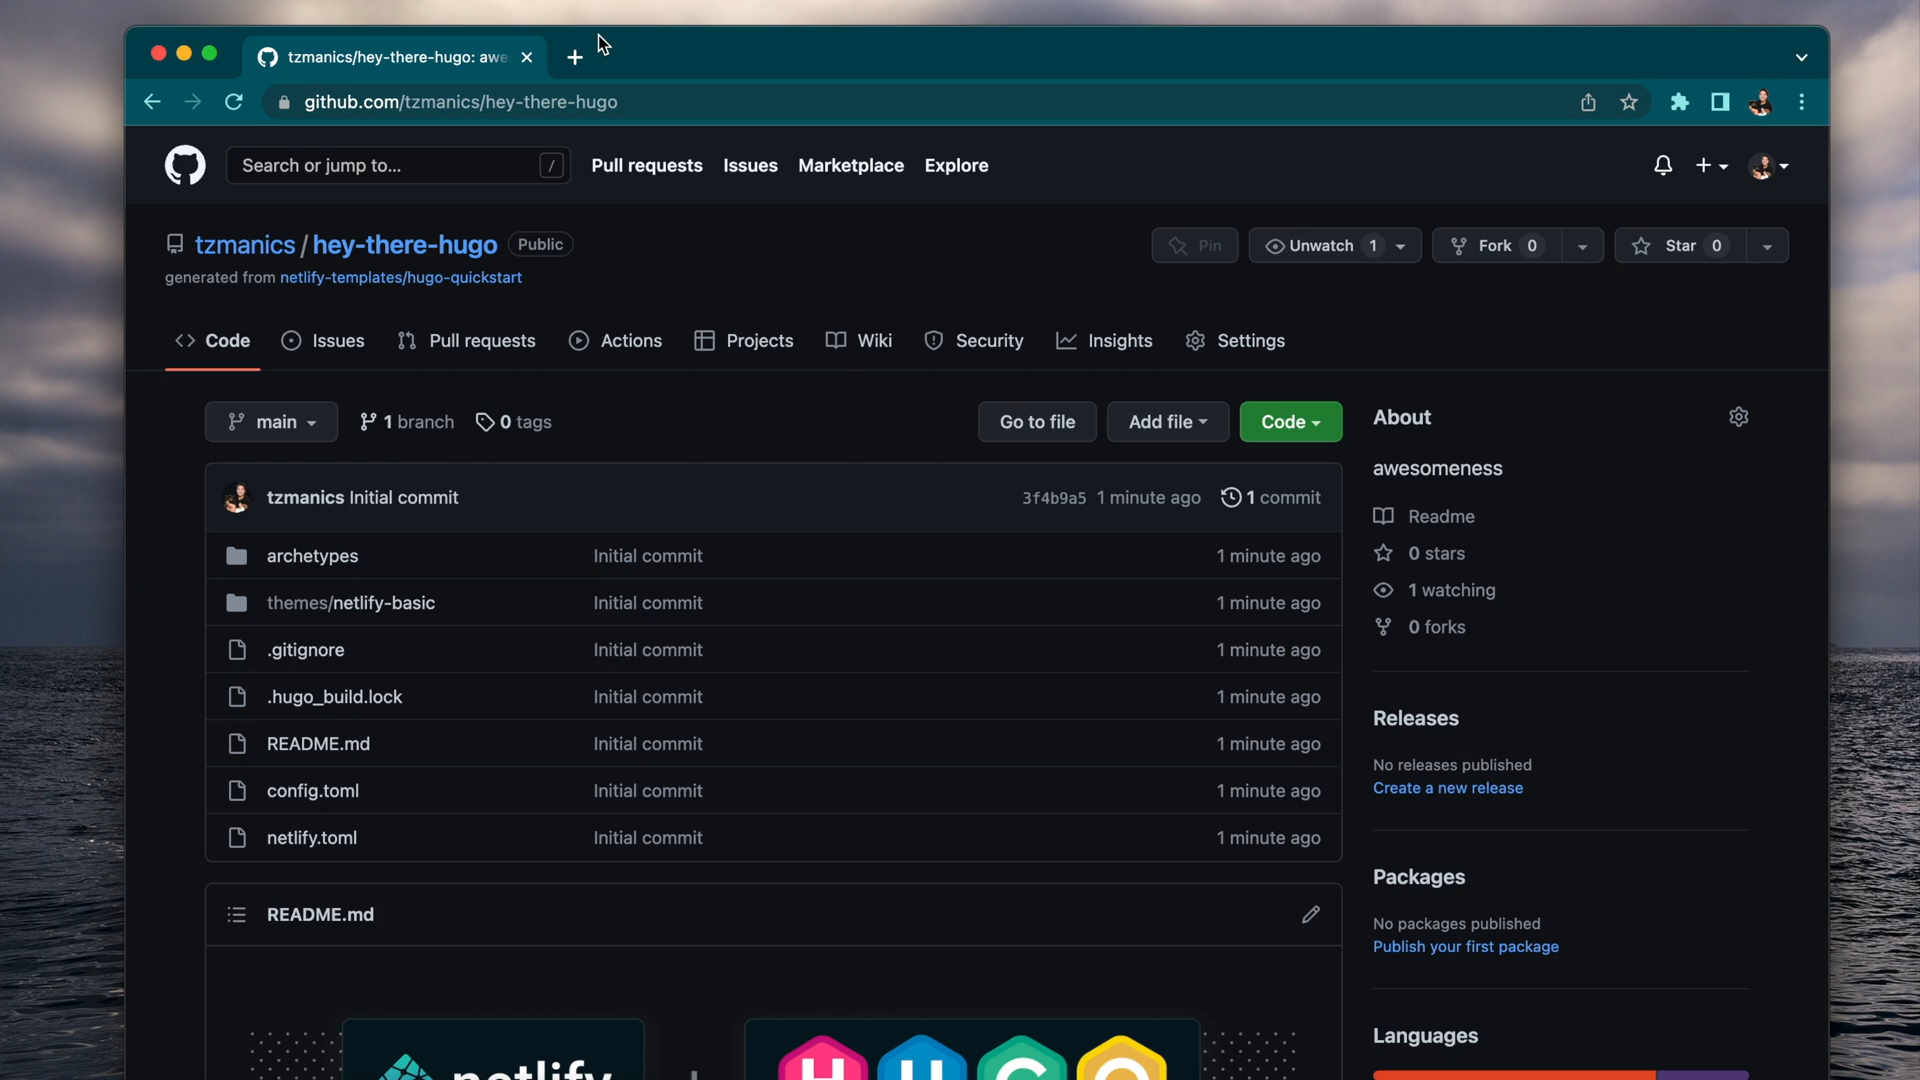 tzmanics/hey-there-hugo: awe
github.com/tzmanics/hey-there-hugo
Search or jump to... /
Pull requests Issues Marketplace Explore
tzmanics / hey-there-hugo Public
Pin Unwatch 1 Fork 0 Star 0
generated from netlify-templates/hugo-quickstart
Code Issues Pull requests Actions Projects Wiki Security Insights Settings
main 1 branch 0 tags Go to file Add file Code
tzmanics Initial commit 3f4b9a5 1 minute ago 1 commit
archetypes Initial commit 1 minute ago
themes/netlify-basic Initial commit 1 minute ago
.gitignore Initial commit 1 minute ago
.hugo_build.lock Initial commit 1 minute ago
README.md Initial commit 1 minute ago
config.toml Initial commit 1 minute ago
netlify.toml Initial commit 1 minute ago
README.md
netlify + HUGO
About
awesomeness
Readme
0 stars
1 watching
0 forks
Releases
No releases published
Create a new release
Packages
No packages published
Publish your first package
Languages